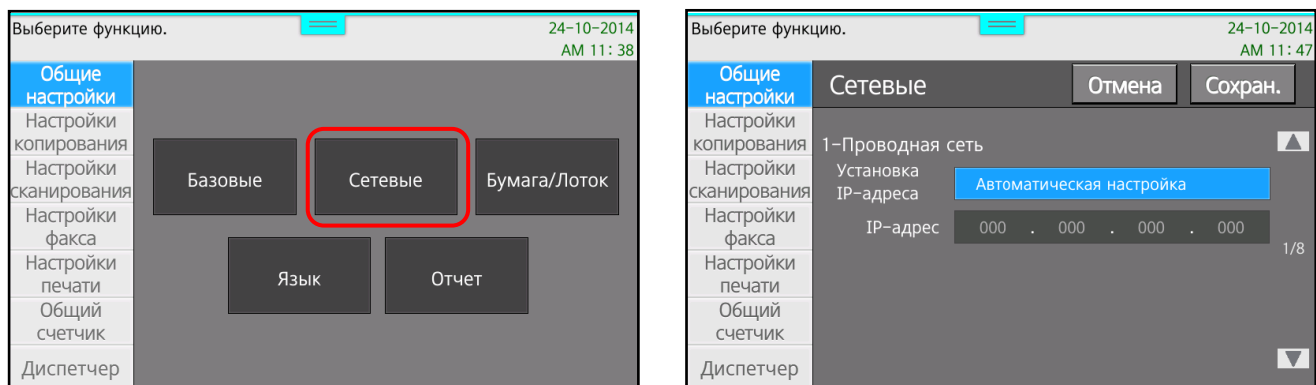 Выберите функцию.
24-10-2014
AM 11:38
Общие
настройки
Настройки
копирования
Настройки
сканирования
Настройки
факса
Настройки
печати
Общий
счетчик
Диспетчер
Базовые
Сетевые
Бумага/Лоток
Язык
Отчет
Выберите функцию.
24-10-2014
AM 11:47
Общие
настройки
Настройки
копирования
Настройки
сканирования
Настройки
факса
Настройки
печати
Общий
счетчик
Диспетчер
Сетевые
Отмена
Сохран.
1-Проводная сеть
Установка
IP-адреса
Автоматическая настройка
IP-адрес
000 . 000 . 000 . 000
1/8